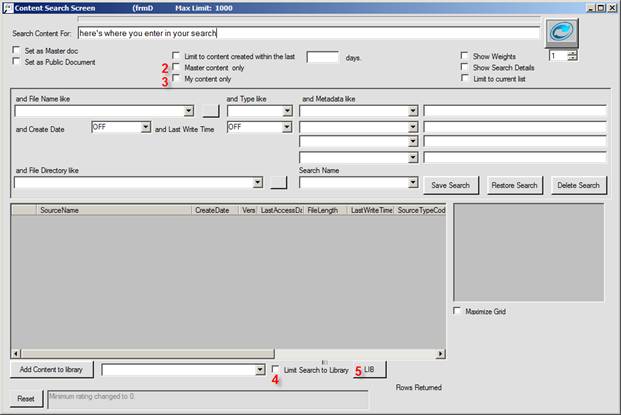 Content Search Screen (frmD Max Limit: 1000
Search Content For: here's where you enter in your search
Set as Master doc
Set as Public Document
Limit to content created within the last days.
2 Master content only
3 My content only
Show Weights 1
Show Search Details
Limit to current list
and File Name like and Type like and Metadata like
and Create Date OFF and Last Write Time OFF
and File Directory like Search Name
Save Search Restore Search Delete Search
SourceName CreateDate Vers LastAccessDa FileLength LastWriteTime SourceTypeCod
Maximize Grid
Add Content to library Limit Search to Library 5 LIB
4
Rows Returned
Reset Minimum rating changed to 0.